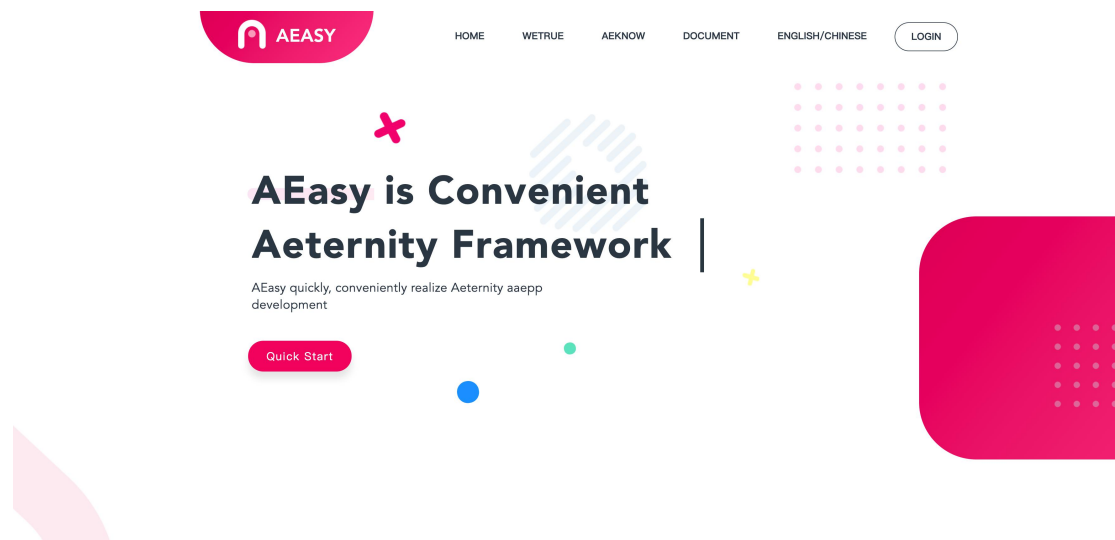 AEASY
HOME WETRUE AEKNOW DOCUMENT ENGLISH/CHINESE LOGIN
AEasy is Convenient
Aeternity Framework
AEasy quickly, conveniently realize Aeternity aaepp
development
Quick Start